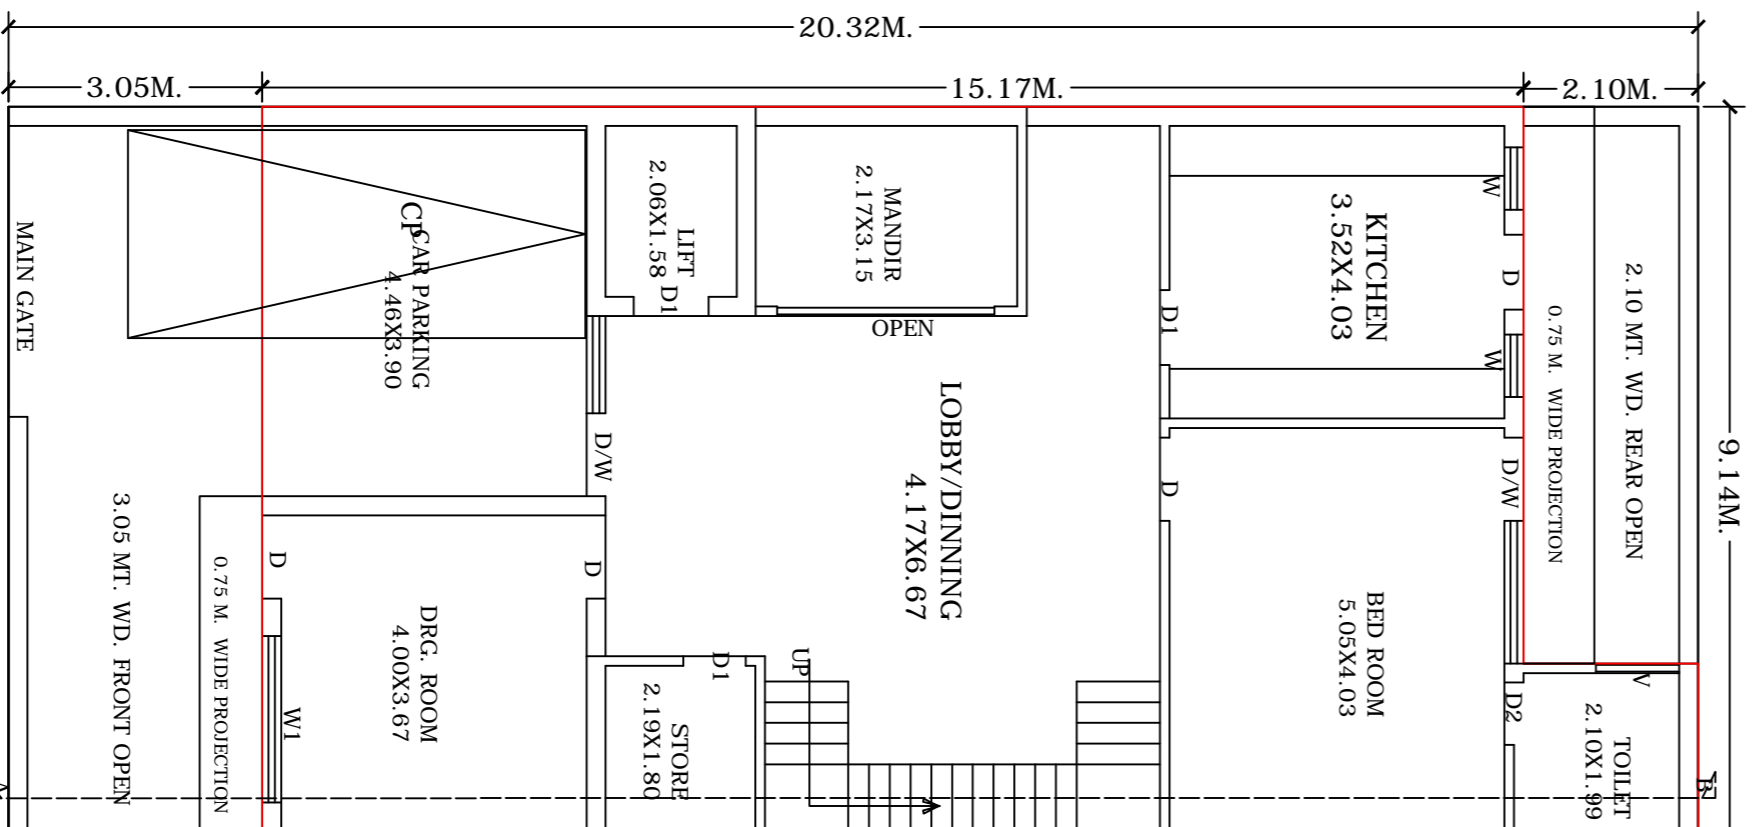 20.32M.
3.05M.
15.17M.
2.10M.
9.14M.
MAIN GATE
3.05 MT. WD. FRONT OPEN
0.75 M. WIDE PROJECTION
CP
CAR PARKING
4.46X3.90
LIFT
2.06X1.58
D1
MANDIR
2.17X3.15
OPEN
KITCHEN
3.52X4.03
W
D
W
D1
2.10 MT. WD. REAR OPEN
0.75 M. WIDE PROJECTION
D/W
LOBBY/DINNING
4.17X6.67
D
D/W
BED ROOM
5.05X4.03
D
D
DRG. ROOM
4.00X3.67
W1
D1
STORE
2.19X1.80
UP
D2
V
TOILET
2.10X1.99
B